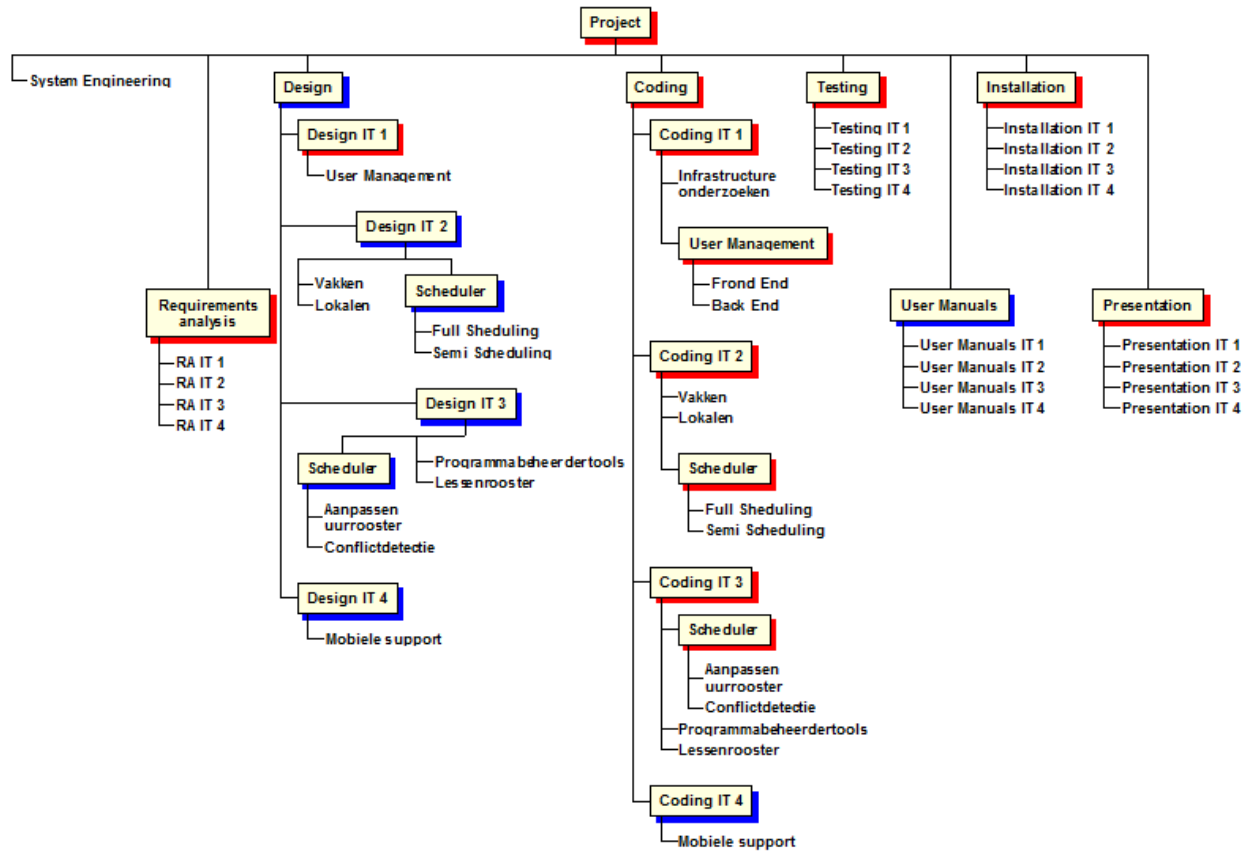 Project
System Engineering
Requirements
analysis
RA IT 1
RA IT 2
RA IT 3
RA IT 4
Design
Design IT 1
User Management
Design IT 2
Vakken
Lokalen
Scheduler
Full Sheduling
Semi Scheduling
Design IT 3
Scheduler
Aanpassen
uurrooster
Conflictdetectie
Programmabeheerdertools
Lessenrooster
Design IT 4
Mobiele support
Coding
Coding IT 1
Infrastructure
onderzoeken
User Management
Frond End
Back End
Coding IT 2
Vakken
Lokalen
Scheduler
Full Sheduling
Semi Scheduling
Coding IT 3
Scheduler
Aanpassen
uurrooster
Conflictdetectie
Programmabeheerdertools
Lessenrooster
Coding IT 4
Mobiele support
Testing
Testing IT 1
Testing IT 2
Testing IT 3
Testing IT 4
User Manuals
User Manuals IT 1
User Manuals IT 2
User Manuals IT 3
User Manuals IT 4
Installation
Installation IT 1
Installation IT 2
Installation IT 3
Installation IT 4
Presentation
Presentation IT 1
Presentation IT 2
Presentation IT 3
Presentation IT 4